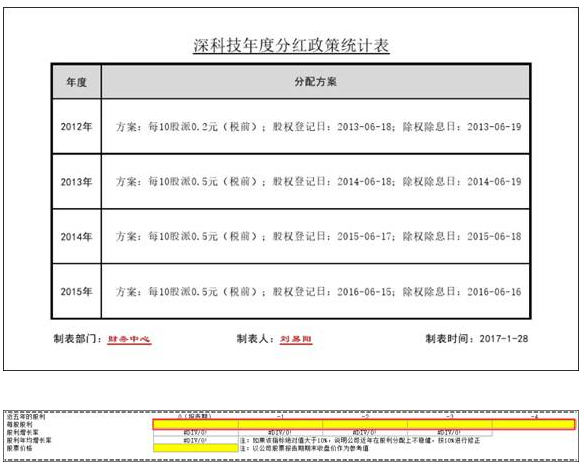 深科技年度分红政策统计表
年度 分配方案
2012年 方案：每10股派0.2元（税前）；股权登记日：2013-06-18；除权除息日：2013-06-19
2013年 方案：每10股派0.5元（税前）；股权登记日：2014-06-18；除权除息日：2014-06-19
2014年 方案：每10股派0.5元（税前）；股权登记日：2015-06-17；除权除息日：2015-06-18
2015年 方案：每10股派0.5元（税前）；股权登记日：2016-06-15；除权除息日：2016-06-16
制表部门：财务中心 制表人：刘易阳 制表时间：2017-1-28
近五年的股利 0（报表期） -1 -2 -3 -4
每股股利
股利增长率 #DIV/0! #DIV/0! #DIV/0! #DIV/0!
股利年均增长率 #DIV/0! 注：如果该指标绝对值大于10%，说明公司近年在股利分配上不稳健，按10%进行修正
股票价格 注：以公司股票报告期期末收盘价作为参考值